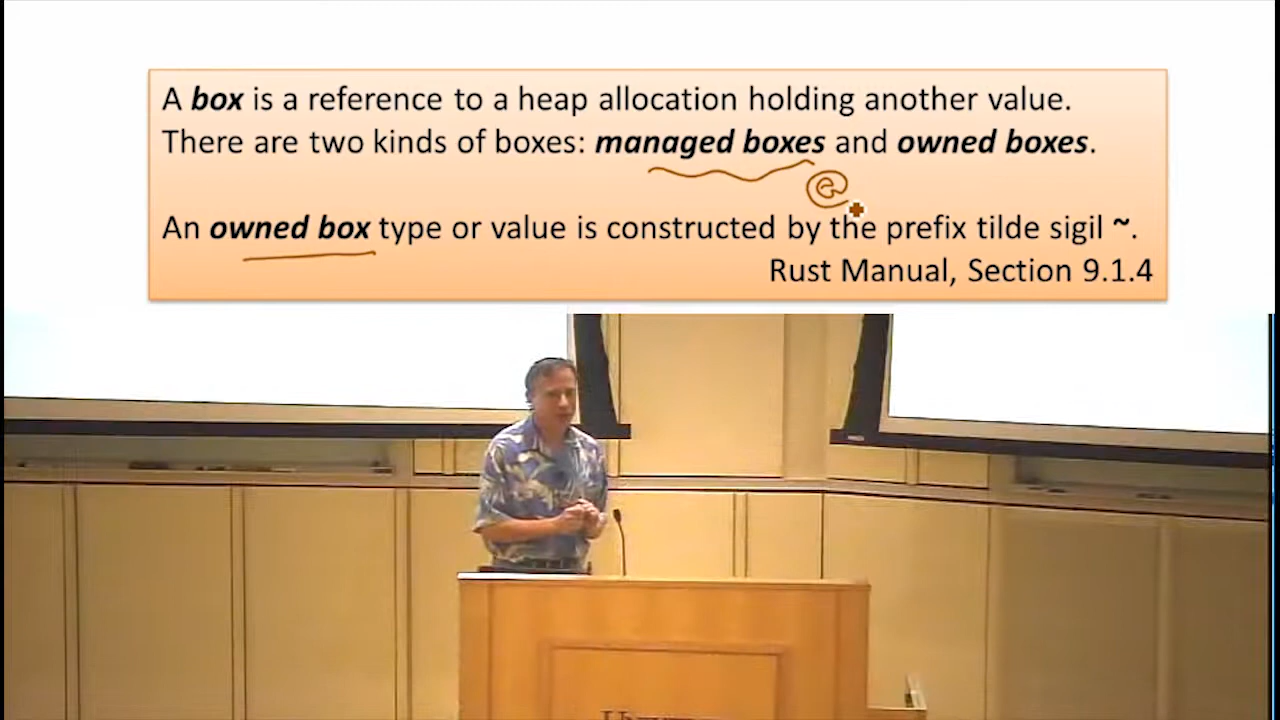 A box is a reference to a heap allocation holding another value.
There are two kinds of boxes: managed boxes and owned boxes.
@
An owned box type or value is constructed by the prefix tilde sigil ~.
Rust Manual, Section 9.1.4